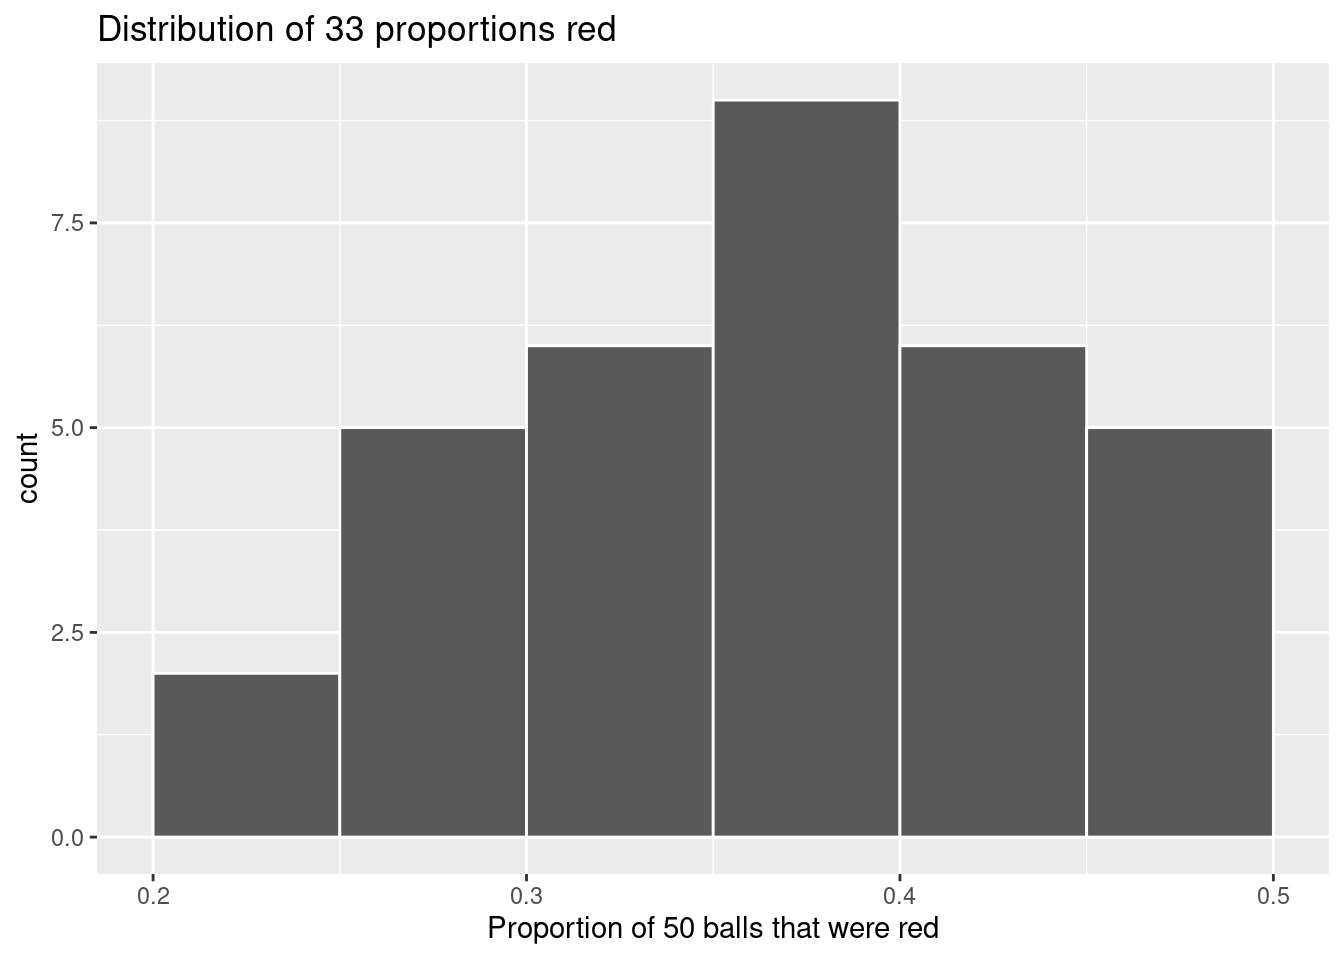 Distribution of 33 proportions red
7.5
5.0
2.5
0.0
count
0.2 0.3 0.4 0.5
Proportion of 50 balls that were red